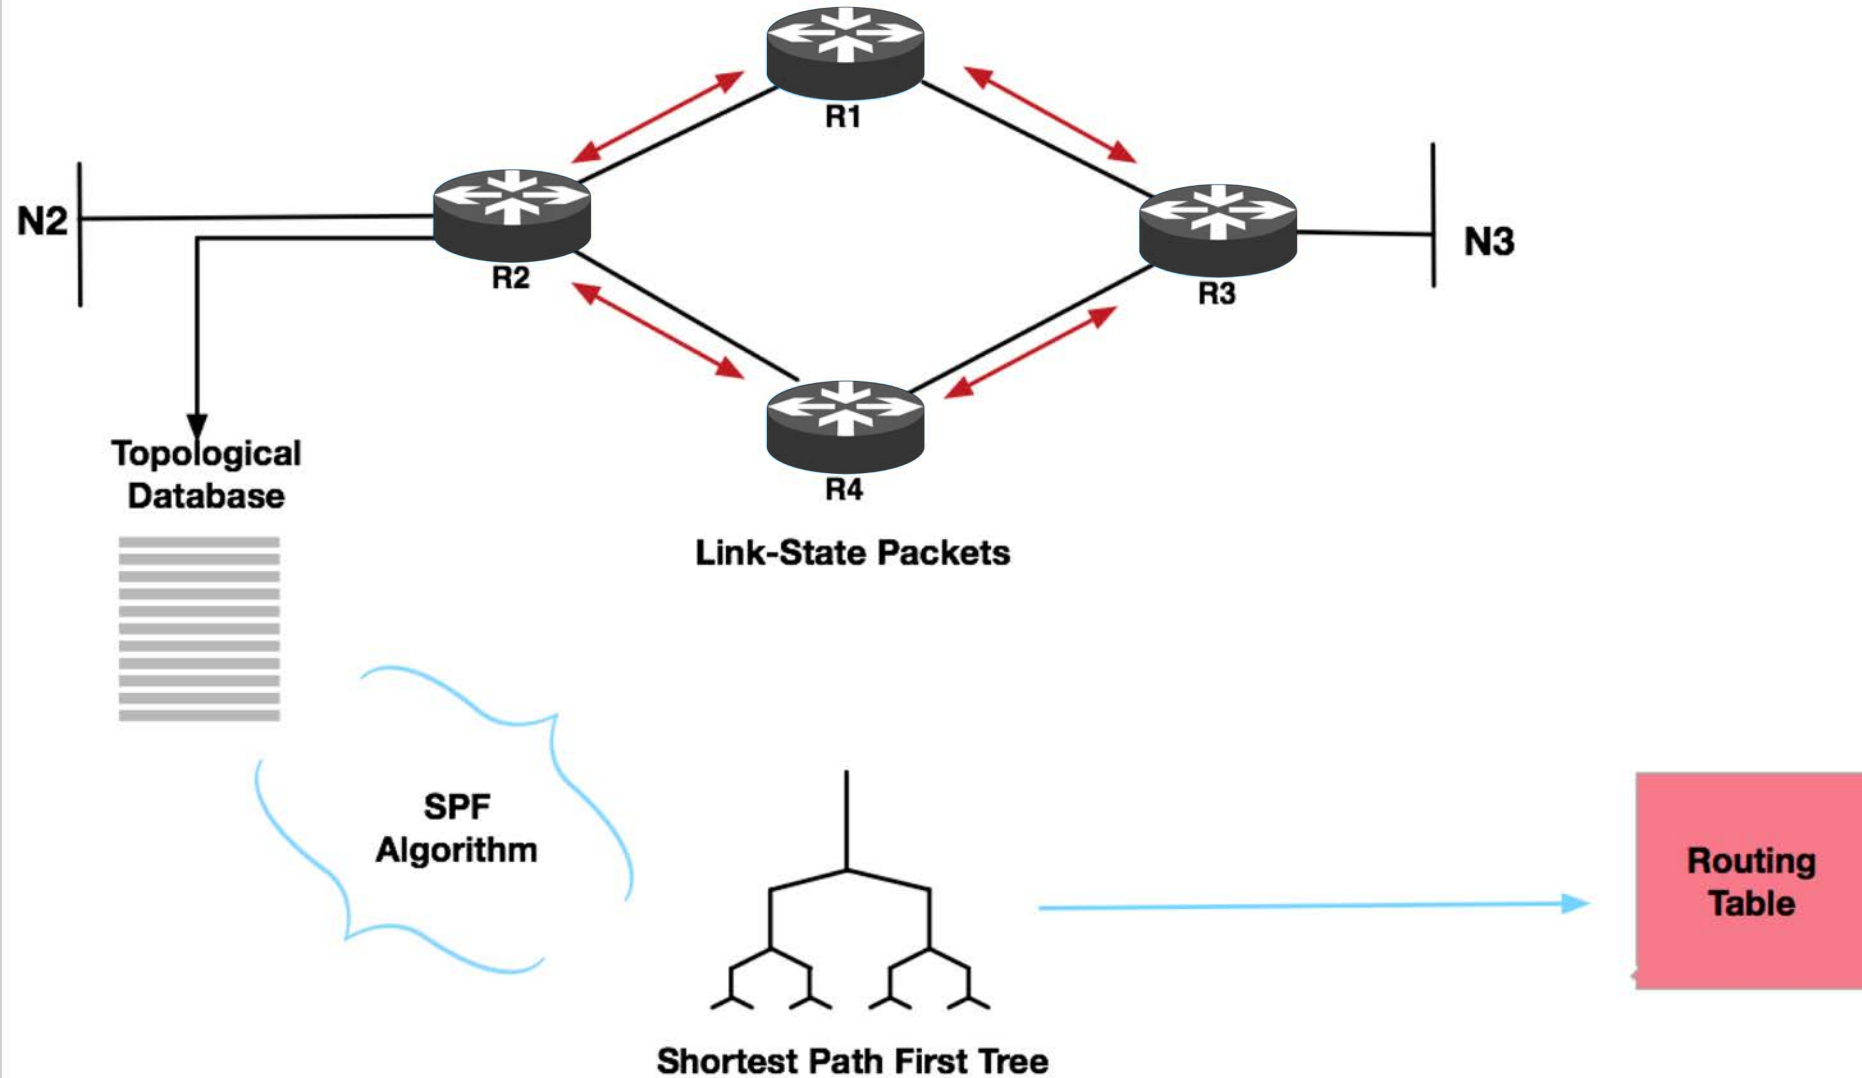 R1
N2
R2
R3
N3
Topological
Database
R4
Link-State Packets
SPF
Algorithm
Routing
Table
Shortest Path First Tree